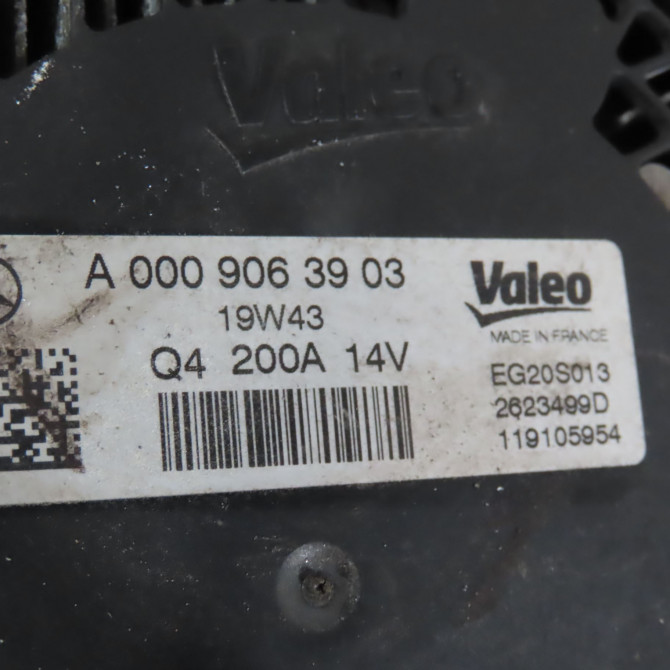 Valeo
A 000 906 39 03
Valeo
19W43
MADE IN FRANCE
Q4 200A 14V
EG20S013
2623499D
119105954